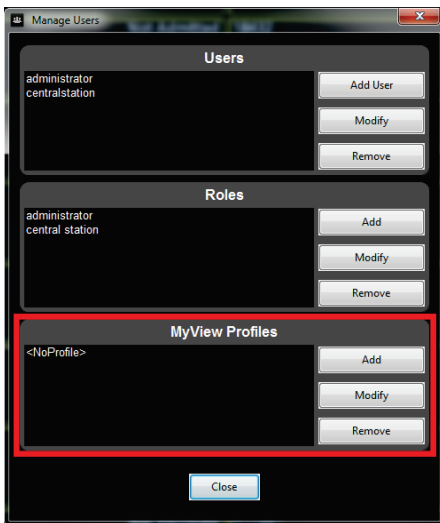 Manage Users
Users
administrator
centralstation
Add User
Modify
Remove
Roles
administrator
central station
Add
Modify
Remove
MyView Profiles
<NoProfile>
Add
Modify
Remove
Close